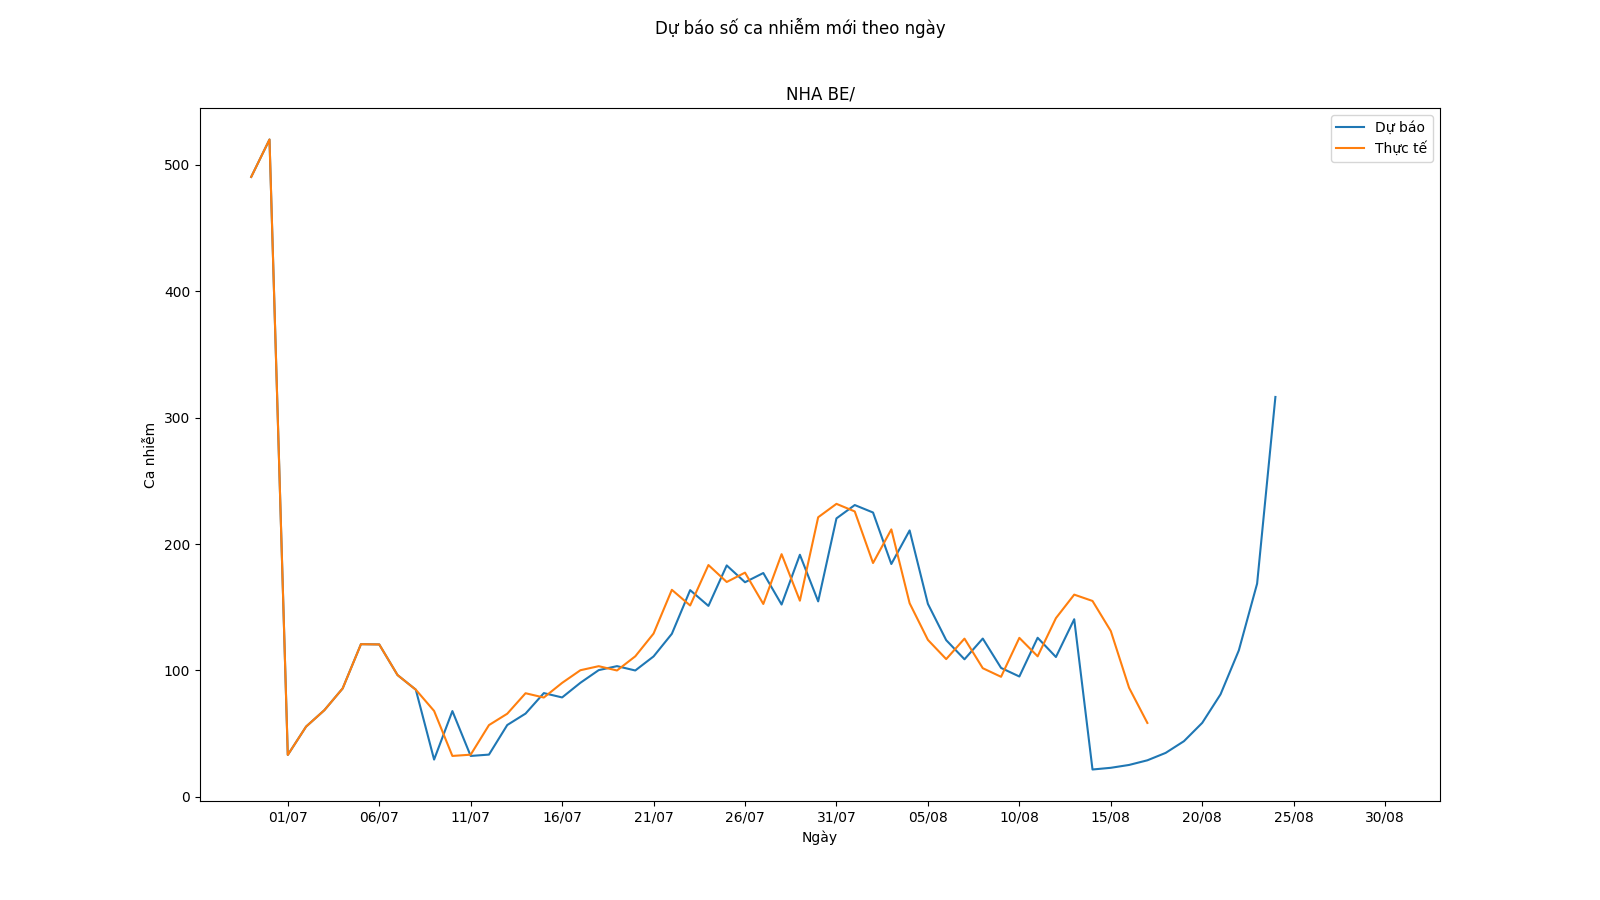 Dự báo số ca nhiễm mới theo ngày
NHA BE/
Dự báo
Thực tế
500
400
300
200
100
0
Ca nhiễm
01/07 06/07 11/07 16/07 21/07 26/07 31/07 05/08 10/08 15/08 20/08 25/08 30/08
Ngày